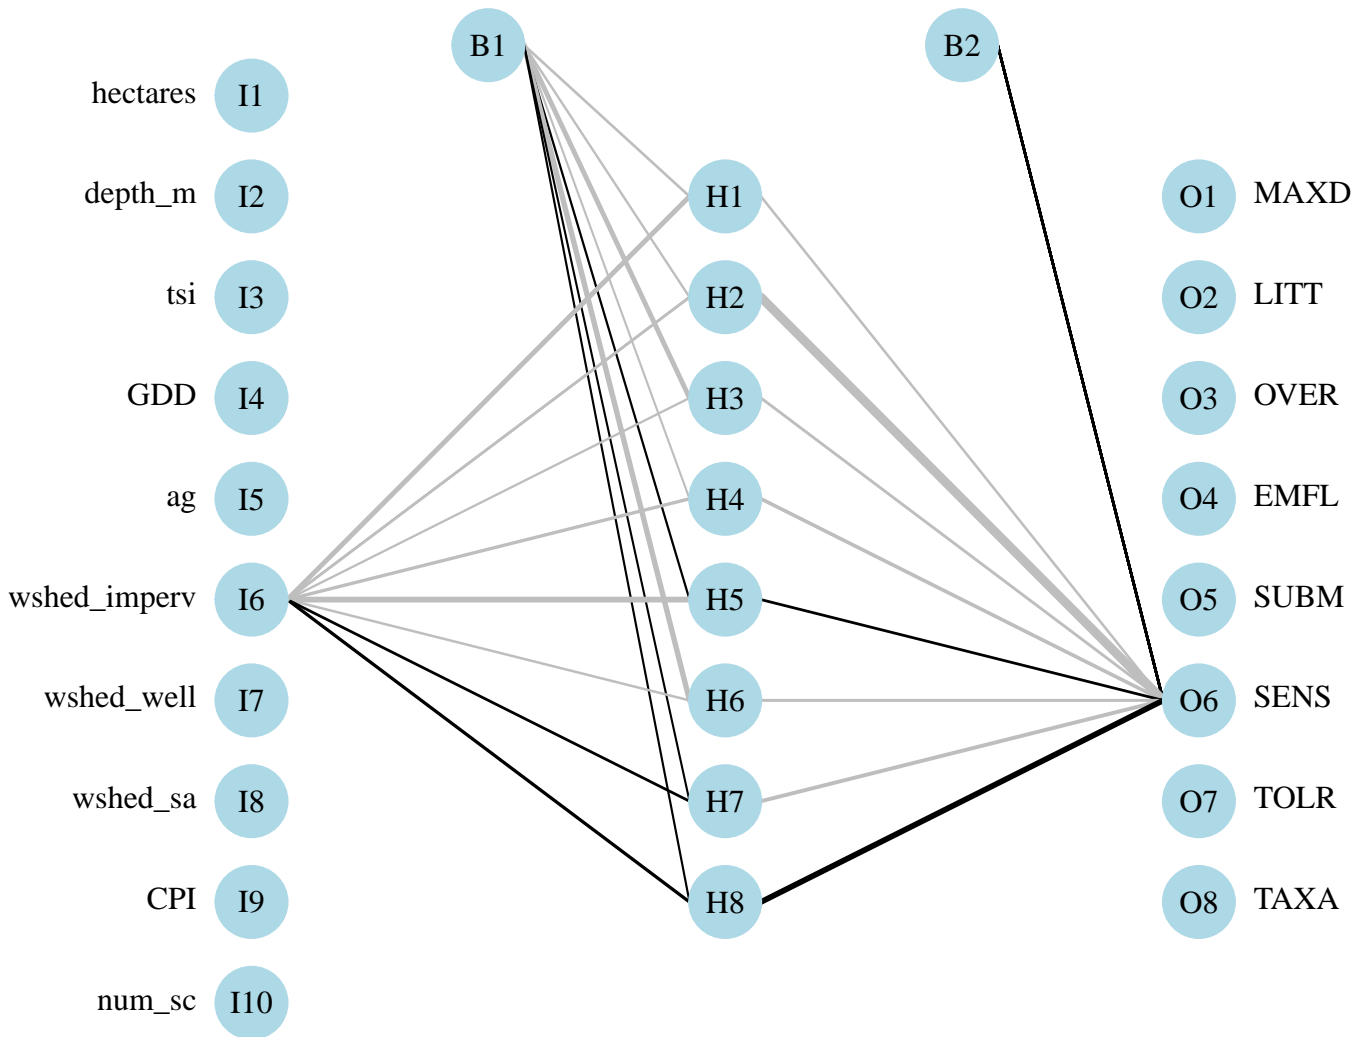 B1 B2
hectares I1
depth_m I2 H1 O1 MAXD
tsi I3 H2 O2 LITT
GDD I4 H3 O3 OVER
ag I5 H4 O4 EMFL
wshed_imperv I6 H5 O5 SUBM
wshed_well I7 H6 O6 SENS
wshed_sa I8 H7 O7 TOLR
CPI I9 H8 O8 TAXA
num_sc I10